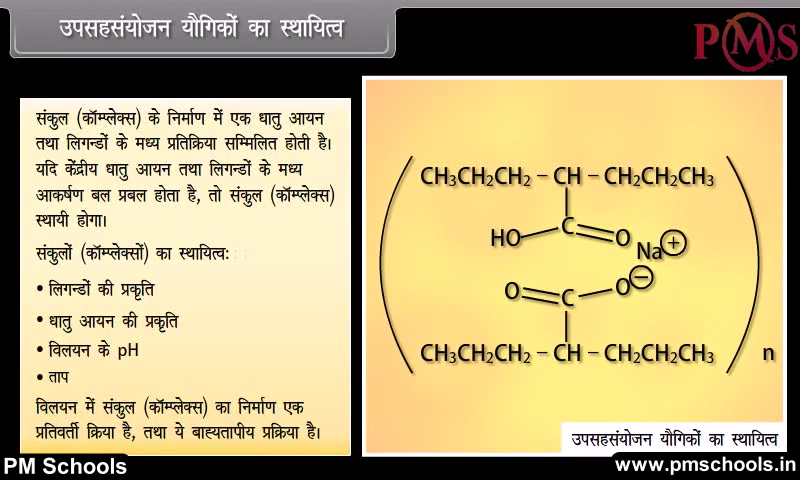 उपसहसंयोजन यौगिकों का स्थायित्व
PMS
संकुल (कॉम्प्लेक्स) के निर्माण में एक धातु आयन
तथा लिगन्डों के मध्य प्रतिक्रिया सम्मिलित होती है।
यदि केंद्रीय धातु आयन तथा लिगन्डों के मध्य
आकर्षण बल प्रबल होता है, तो संकुल (कॉम्प्लेक्स)
स्थायी होगा।
संकुलों (कॉम्प्लेक्सों) का स्थायित्वः
• लिगन्डों की प्रकृति
• धातु आयन की प्रकृति
• विलयन के pH
• ताप
विलयन में संकुल (कॉम्प्लेक्स) का निर्माण एक
प्रतिवर्ती क्रिया है, तथा ये बाह्यतापीय प्रक्रिया है।
CH₃CH₂CH₂ – CH – CH₂CH₂CH₃
C
HO O
Na +
O C O −
CH₃CH₂CH₂ – CH – CH₂CH₂CH₃ n
उपसहसंयोजन यौगिकों का स्थायित्व
PM Schools
www.pmschools.in